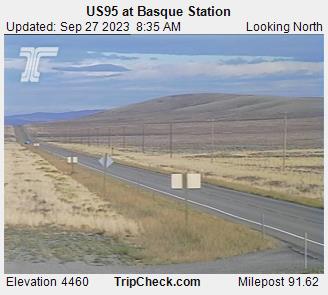 US95 at Basque Station
Updated: Sep 27 2023 8:35 AM Looking North
Elevation 4460 TripCheck.com Milepost 91.62